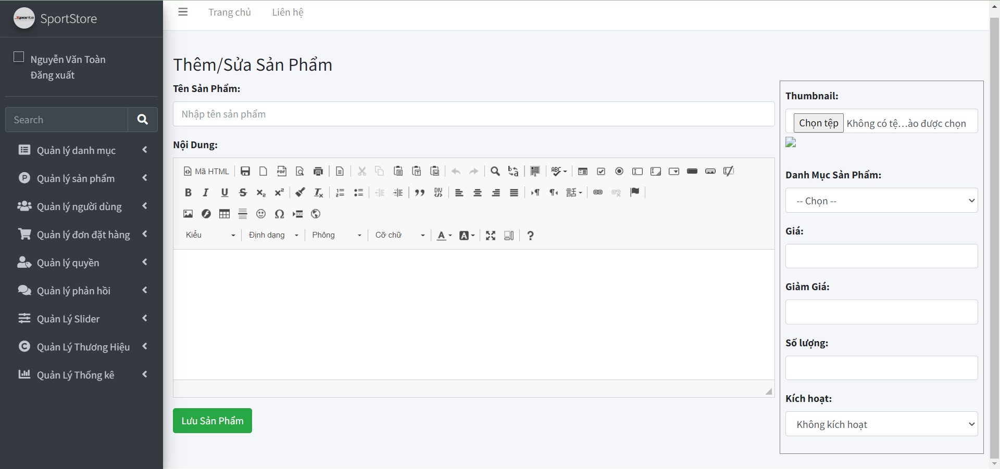 Sports SportStore
Nguyễn Văn Toàn
Đăng xuất
Search
Quản lý danh mục
Quản lý sản phẩm
Quản lý người dùng
Quản lý đơn đặt hàng
Quản lý quyền
Quản lý phản hồi
Quản Lý Slider
Quản Lý Thương Hiệu
Quản Lý Thống kê
Trang chủ Liên hệ
Thêm/Sửa Sản Phẩm
Tên Sản Phẩm:
Nhập tên sản phẩm
Nội Dung:
Mã HTML
Kiểu Định dạng Phông Cỡ chữ
Lưu Sản Phẩm
Thumbnail:
Chọn tệp Không có tệ...ào được chọn
Danh Mục Sản Phẩm:
-- Chọn --
Giá:
Giảm Giá:
Số lượng:
Kích hoạt:
Không kích hoạt